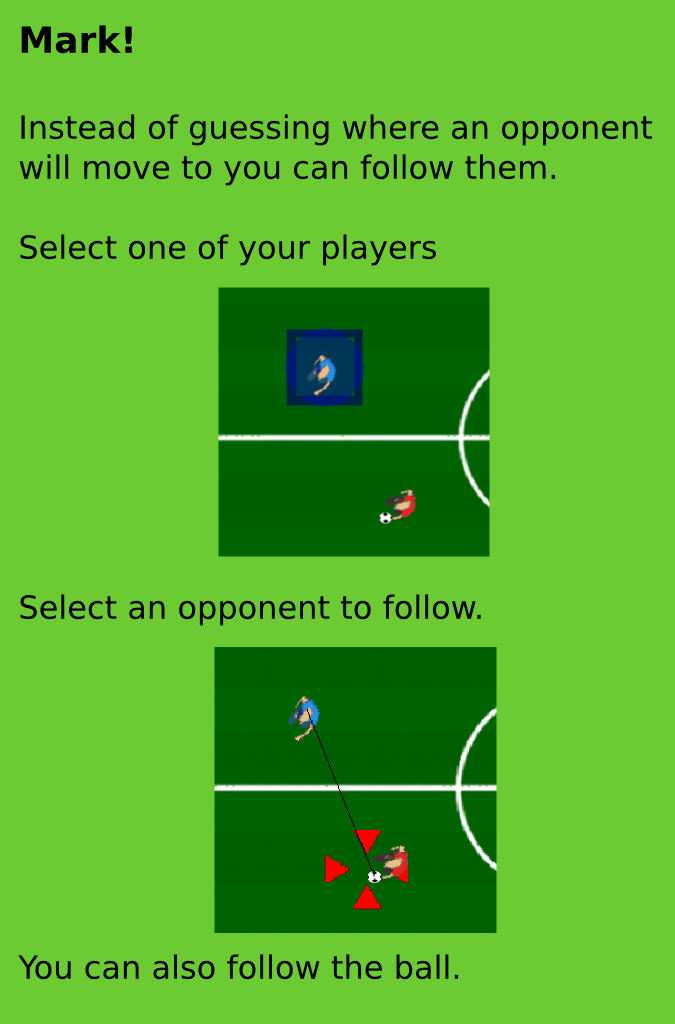 Mark!
Instead of guessing where an opponent
will move to you can follow them.
Select one of your players
Select an opponent to follow.
You can also follow the ball.